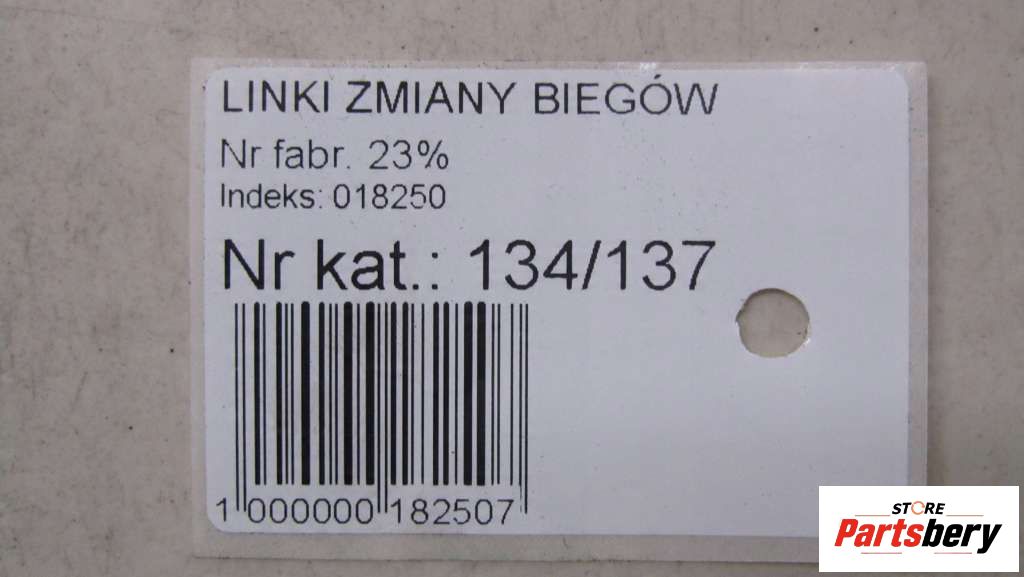 LINKI ZMIANY BIEGÓW
Nr fabr. 23%
Indeks: 018250
Nr kat.: 134/137
1 000000 182507
STORE
Partsbery